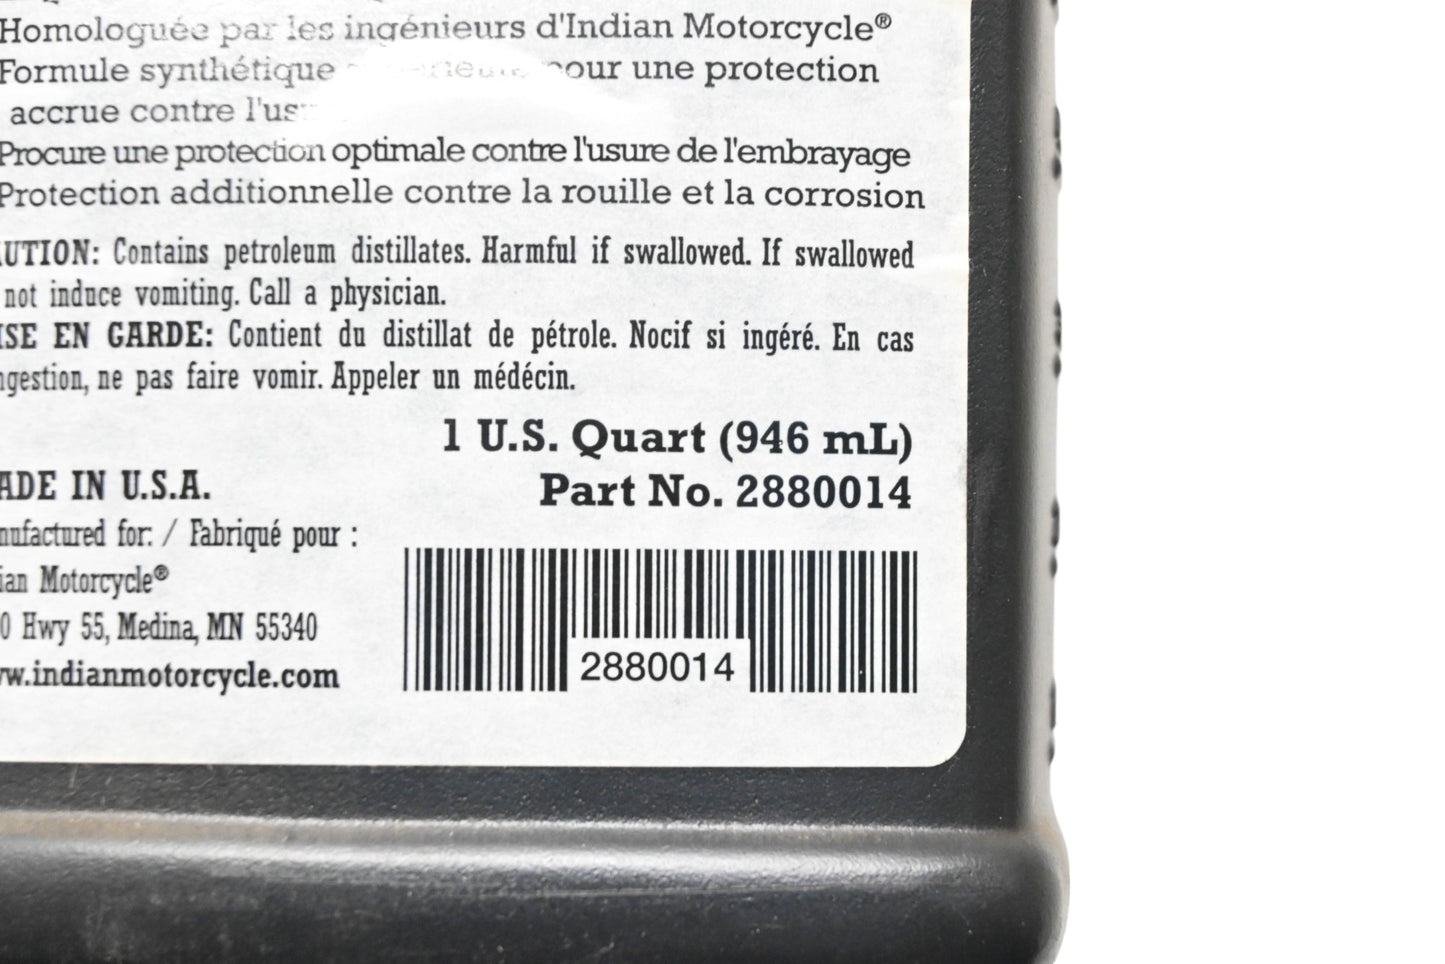 Homologuée par les ingénieurs d'Indian Motorcycle®
Formule synthétique pour une protection
accrue contre
Procure une protection optimale contre l'usure de l'embrayage
Protection additionnelle contre la rouille et la corrosion
UTION: Contains petroleum distillates. Harmful if swallowed. If swallowed
not induce vomiting. Call a physician.
ISE EN GARDE: Contient du distillat de pétrole. Nocif si ingéré. En cas
ngestion, ne pas faire vomir. Appeler un médécin.
1 U.S. Quart (946 mL)
Part No. 2880014
ADE IN U.S.A.
nufactured for: / Fabriqué pour :
ian Motorcycle®
0 Hwy 55, Medina, MN 55340
w.indianmotorcycle.com
2880014